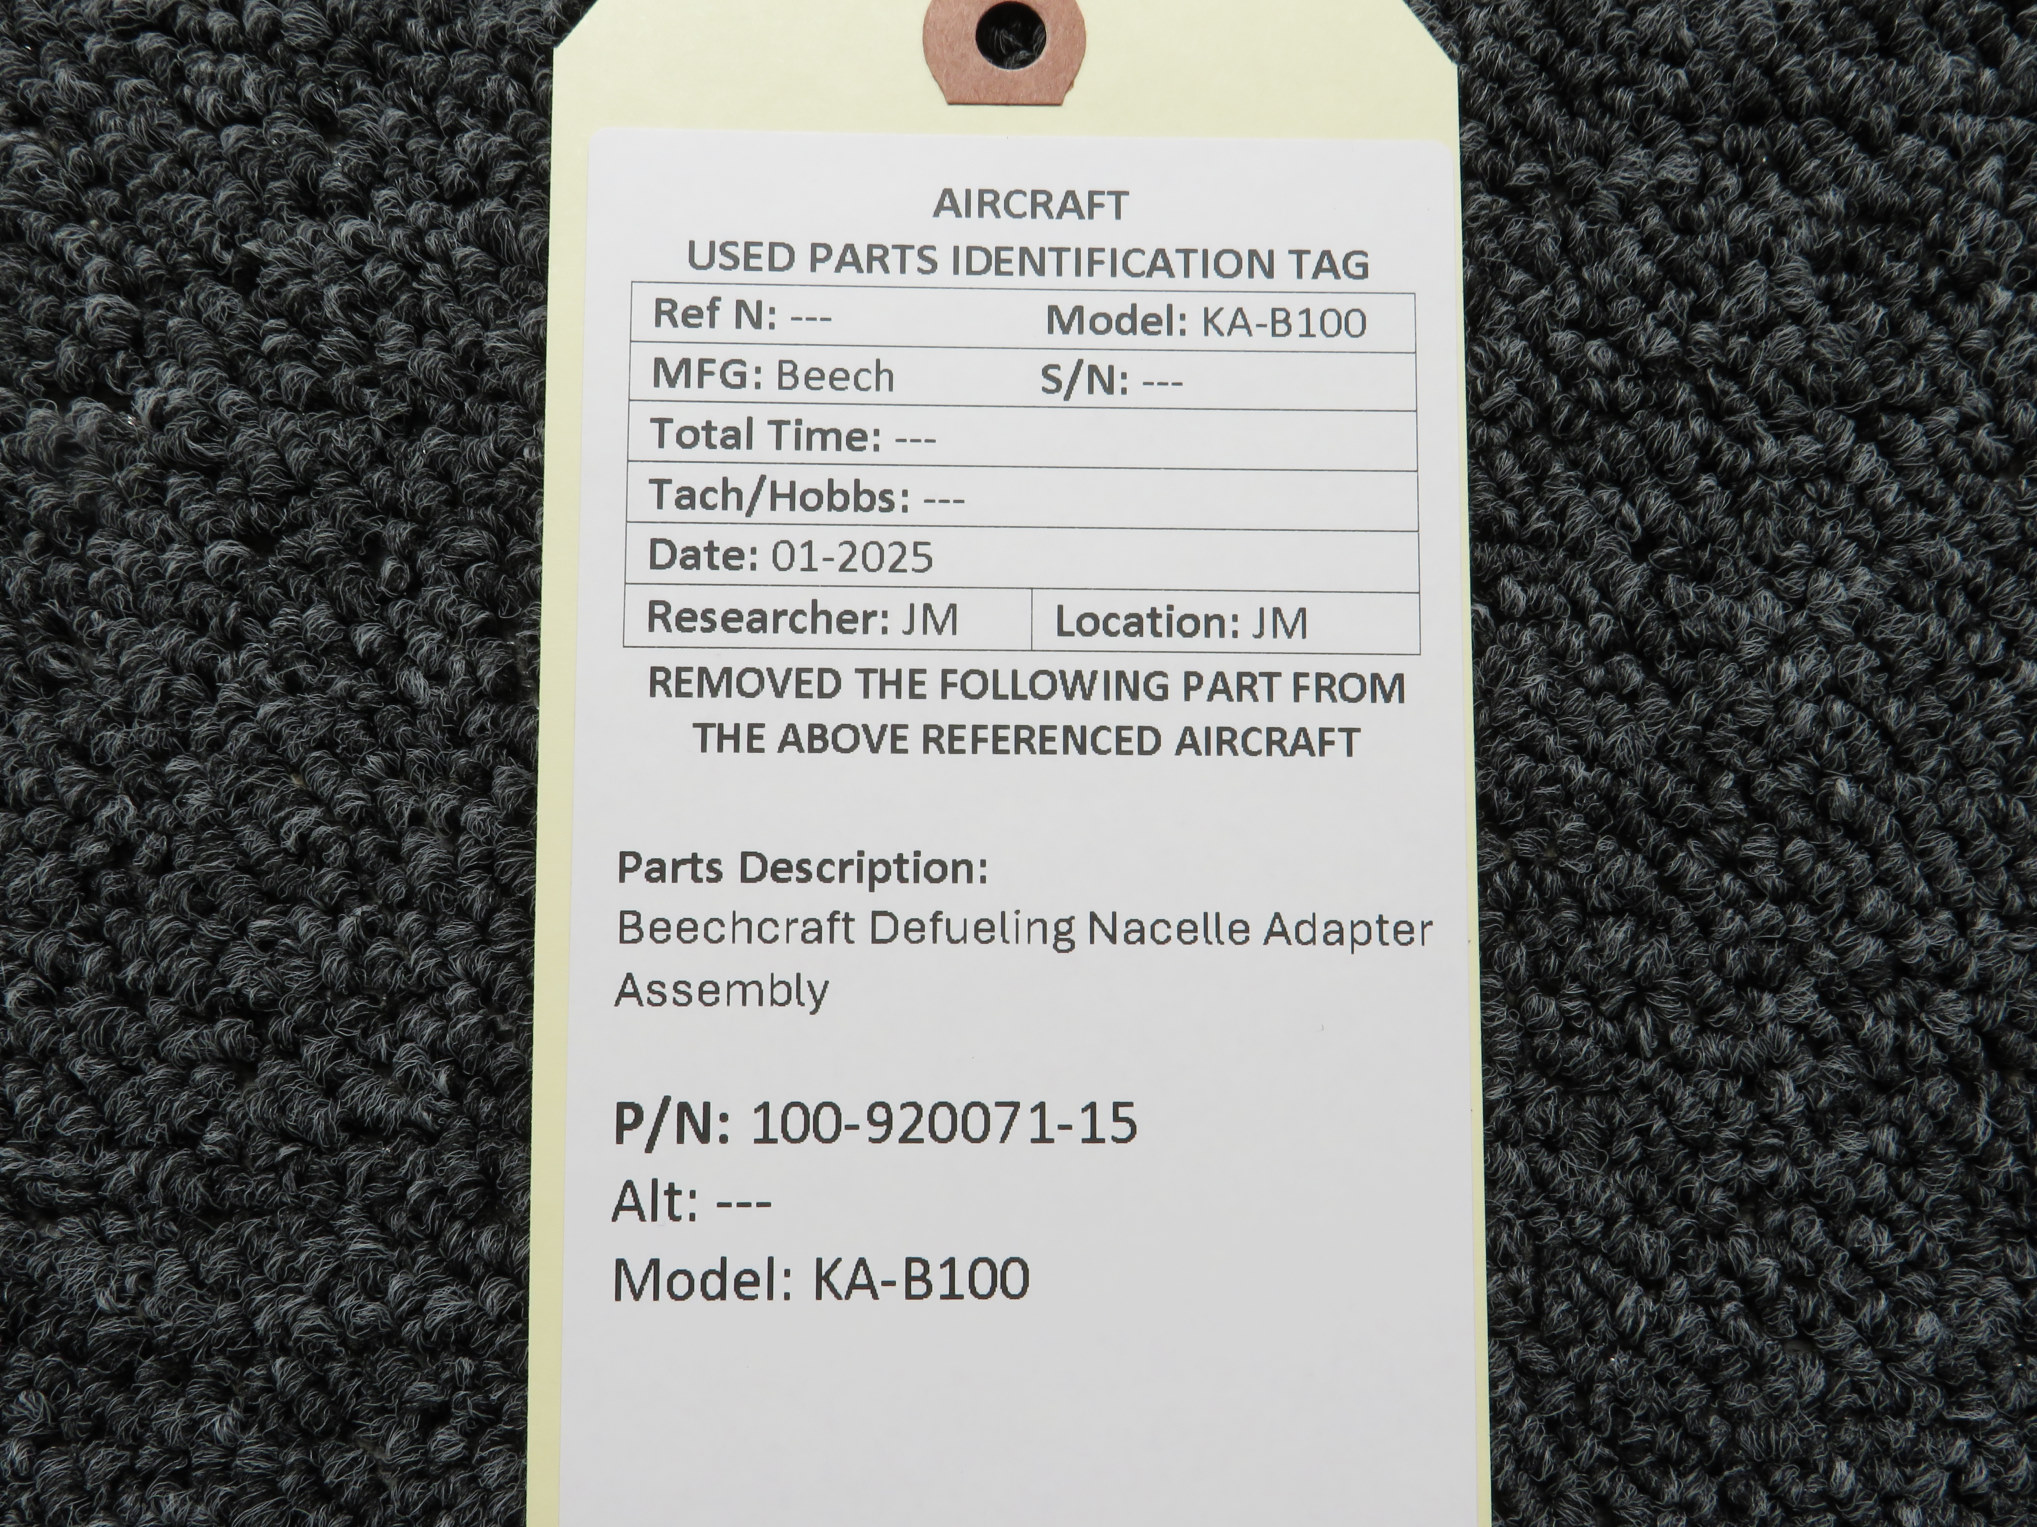 AIRCRAFT
USED PARTS IDENTIFICATION TAG
Ref N: --- Model: KA-B100
MFG: Beech S/N: ---
Total Time: ---
Tach/Hobbs: ---
Date: 01-2025
Researcher: JM Location: JM
REMOVED THE FOLLOWING PART FROM
THE ABOVE REFERENCED AIRCRAFT
Parts Description:
Beechcraft Defueling Nacelle Adapter
Assembly
P/N: 100-920071-15
Alt: ---
Model: KA-B100